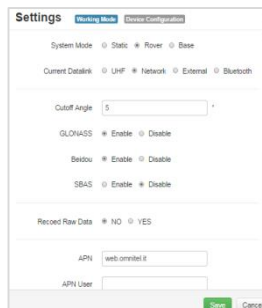 Settings Working Mode Device Configuration
System Mode Static Rover Base
Current Datalink UHF Network External Bluetooth
Cutoff Angle 5 °
GLONASS Enable Disable
Beidou Enable Disable
SBAS Enable Disable
Recoed Raw Data NO YES
APN web.omnitel.it
APN User
Save Cance